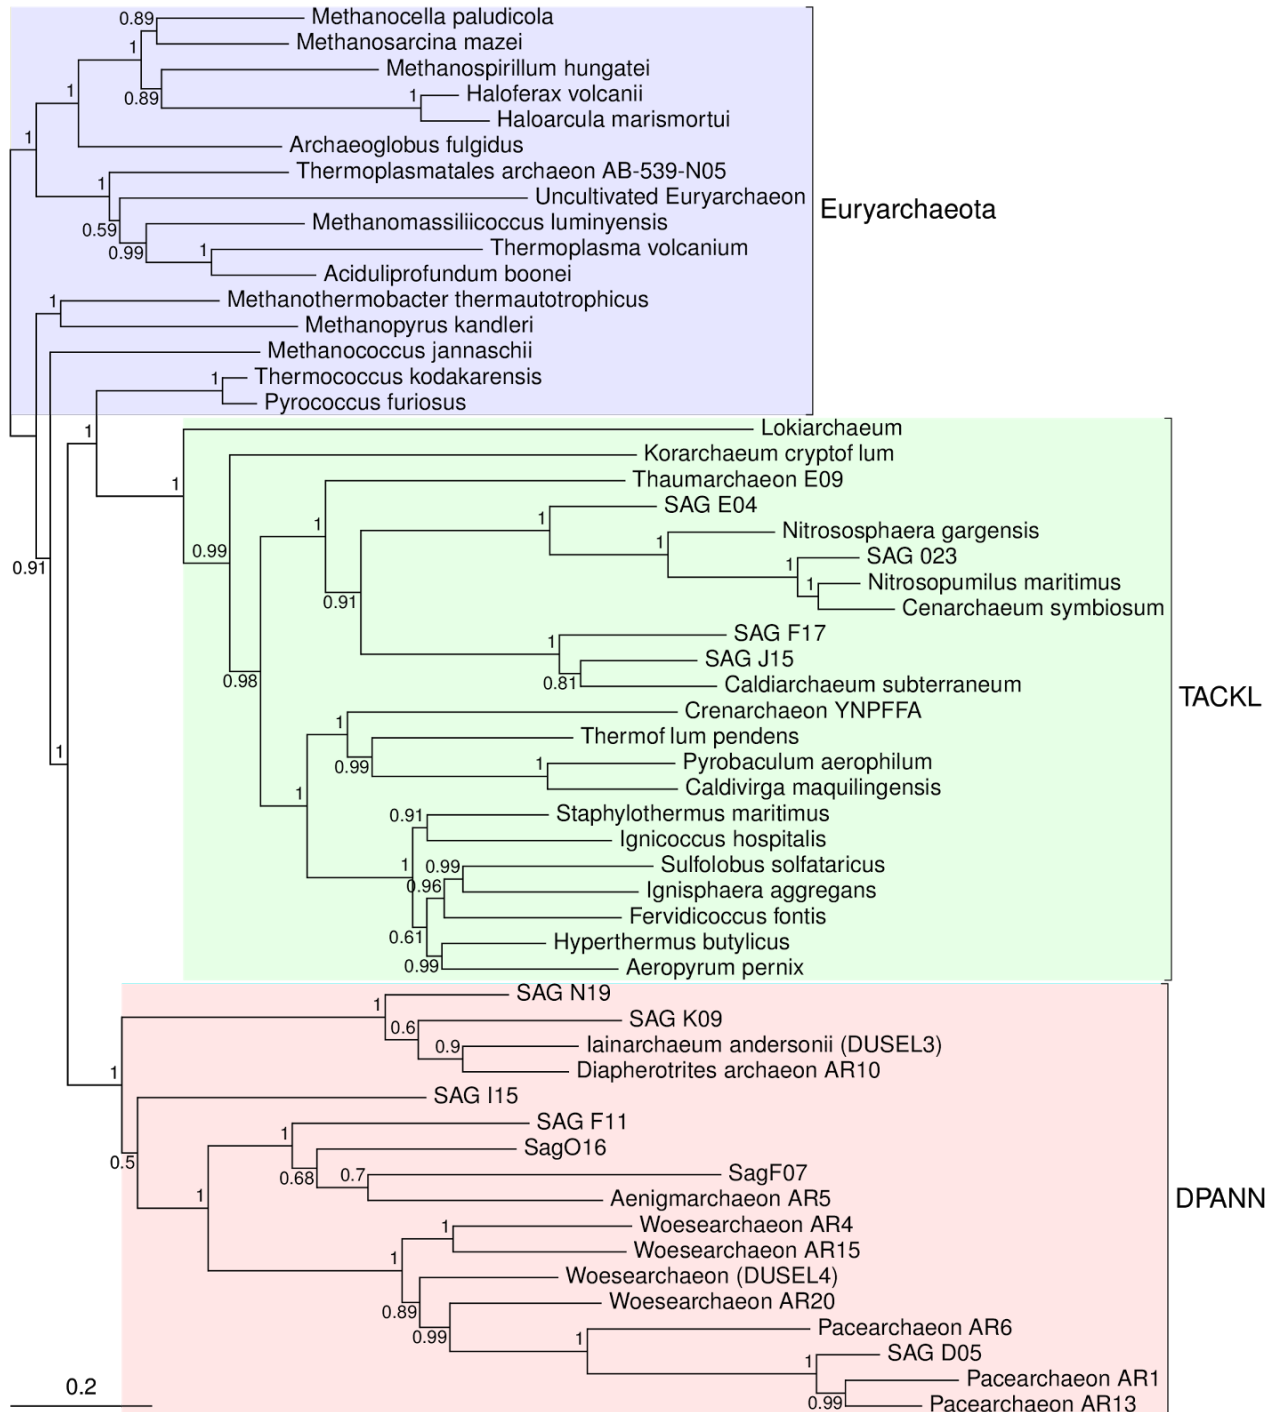 0.89
Methanocella paludicola
Methanosarcina mazei
1
Methanospirillum hungatei
1
0.89
1
Haloferax volcanii
Haloarcula marismortui
1
Archaeoglobus fulgidus
Thermoplasmatales archaeon AB-539-N05
1
Uncultivated Euryarchaeon
Euryarchaeota
0.59
Methanomassiliicoccus luminyensis
0.99
1
Thermoplasma volcanium
Aciduliprofundum boonei
1
Methanothermobacter thermautotrophicus
Methanopyrus kandleri
Methanococcus jannaschii
1
Thermococcus kodakarensis
Pyrococcus furiosus
1
Lokiarchaeum
Korarchaeum cryptof lum
1
Thaumarchaeon E09
SAG E04
1
1
Nitrososphaera gargensis
1
0.99
SAG 023
1
0.91
1
Nitrosopumilus maritimus
0.91
Cenarchaeum symbiosum
SAG F17
1
SAG J15
0.98
0.81
Caldiarchaeum subterraneum
TACKL
Crenarchaeon YNPFFA
1
Thermof lum pendens
1
0.99
1
Pyrobaculum aerophilum
Caldivirga maquilingensis
1
0.91
Staphylothermus maritimus
Ignicoccus hospitalis
1
0.99
Sulfolobus solfataricus
0.96
Ignisphaera aggregans
Fervidicoccus fontis
0.61
Hyperthermus butylicus
0.99
Aeropyrum pernix
SAG N19
1
SAG K09
0.6
0.9
Iainarchaeum andersonii (DUSEL3)
1
Diapherotrites archaeon AR10
SAG I15
SAG F11
1
SagO16
0.5
0.68
0.7
SagF07
1
Aenigmarchaeon AR5
DPANN
1
Woesearchaeon AR4
Woesearchaeon AR15
1
Woesearchaeon (DUSEL4)
0.89
Woesearchaeon AR20
0.99
1
Pacearchaeon AR6
SAG D05
1
Pacearchaeon AR1
0.99
Pacearchaeon AR13
0.2